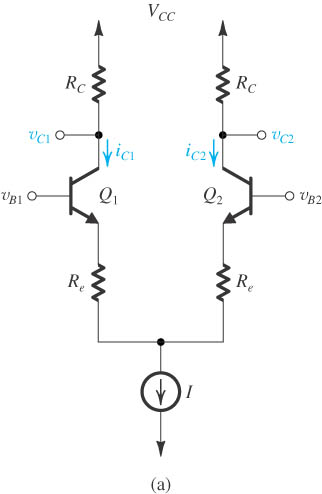 V_CC
R_C R_C
v_C1 v_C2
i_C1 i_C2
v_B1 Q_1 Q_2 v_B2
R_e R_e
I
(a)